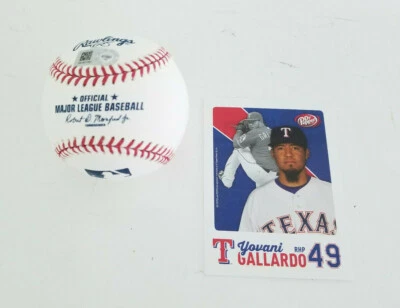 Rawlings
★ OFFICIAL ★
MAJOR LEAGUE BASEBALL
Dr Pepper
T
TEXAS
T Yovani
GALLARDO RHP 49